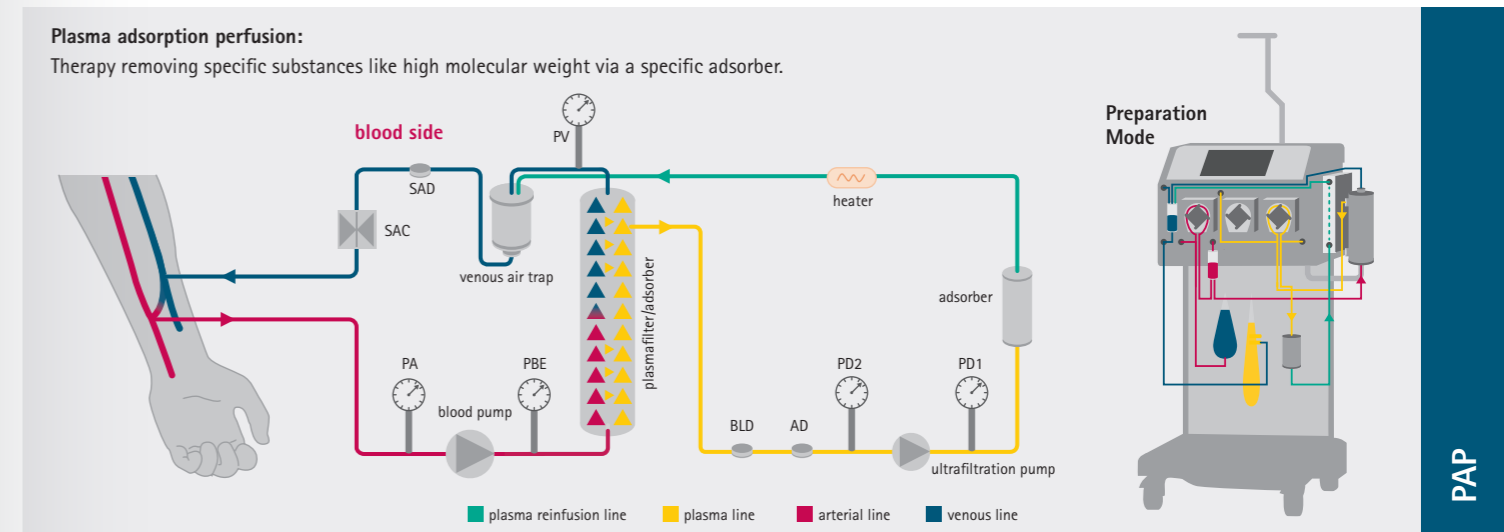 Plasma adsorption perfusion:
Therapy removing specific substances like high molecular weight via a specific adsorber.
blood side
PV
SAD
SAC
venous air trap
heater
plasmafilter/adsorber
adsorber
PA
PBE
blood pump
BLD
AD
PD2
PD1
ultrafiltration pump
plasma reinfusion line
plasma line
arterial line
venous line
Preparation
Mode
PAP